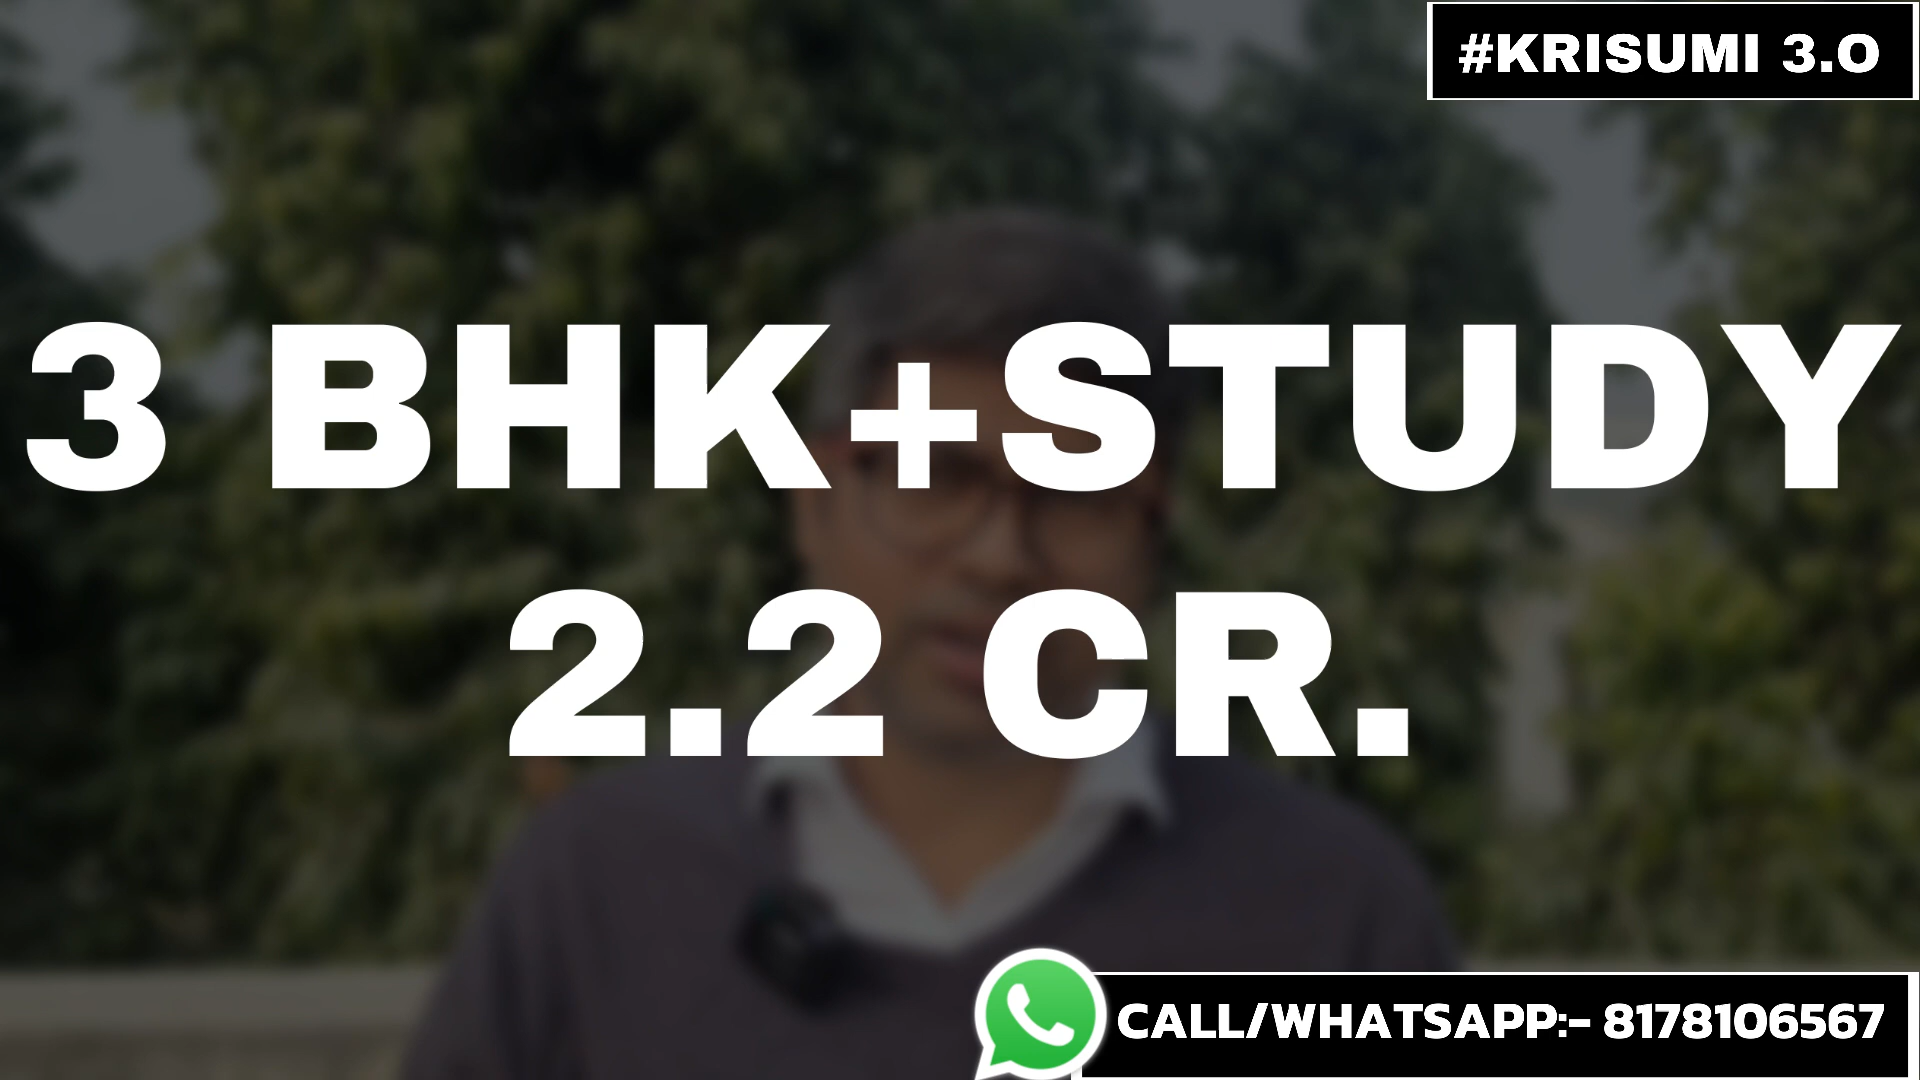 #KRISUMI 3.O
3 BHK+STUDY
2.2 CR.
CALL/WHATSAPP:- 8178106567